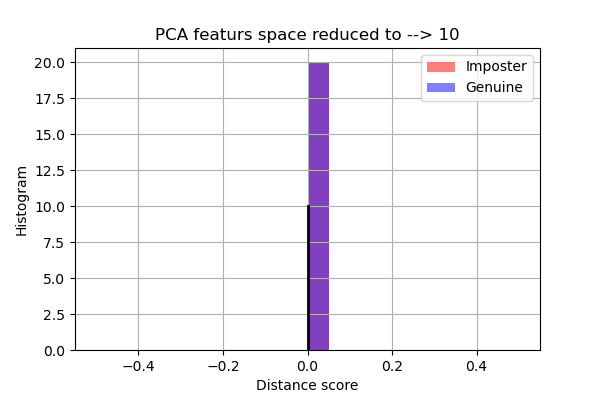 PCA featurs space reduced to --> 10
Imposter
Genuine
Histogram
20.0
17.5
15.0
12.5
10.0
7.5
5.0
2.5
0.0
−0.4 −0.2 0.0 0.2 0.4
Distance score